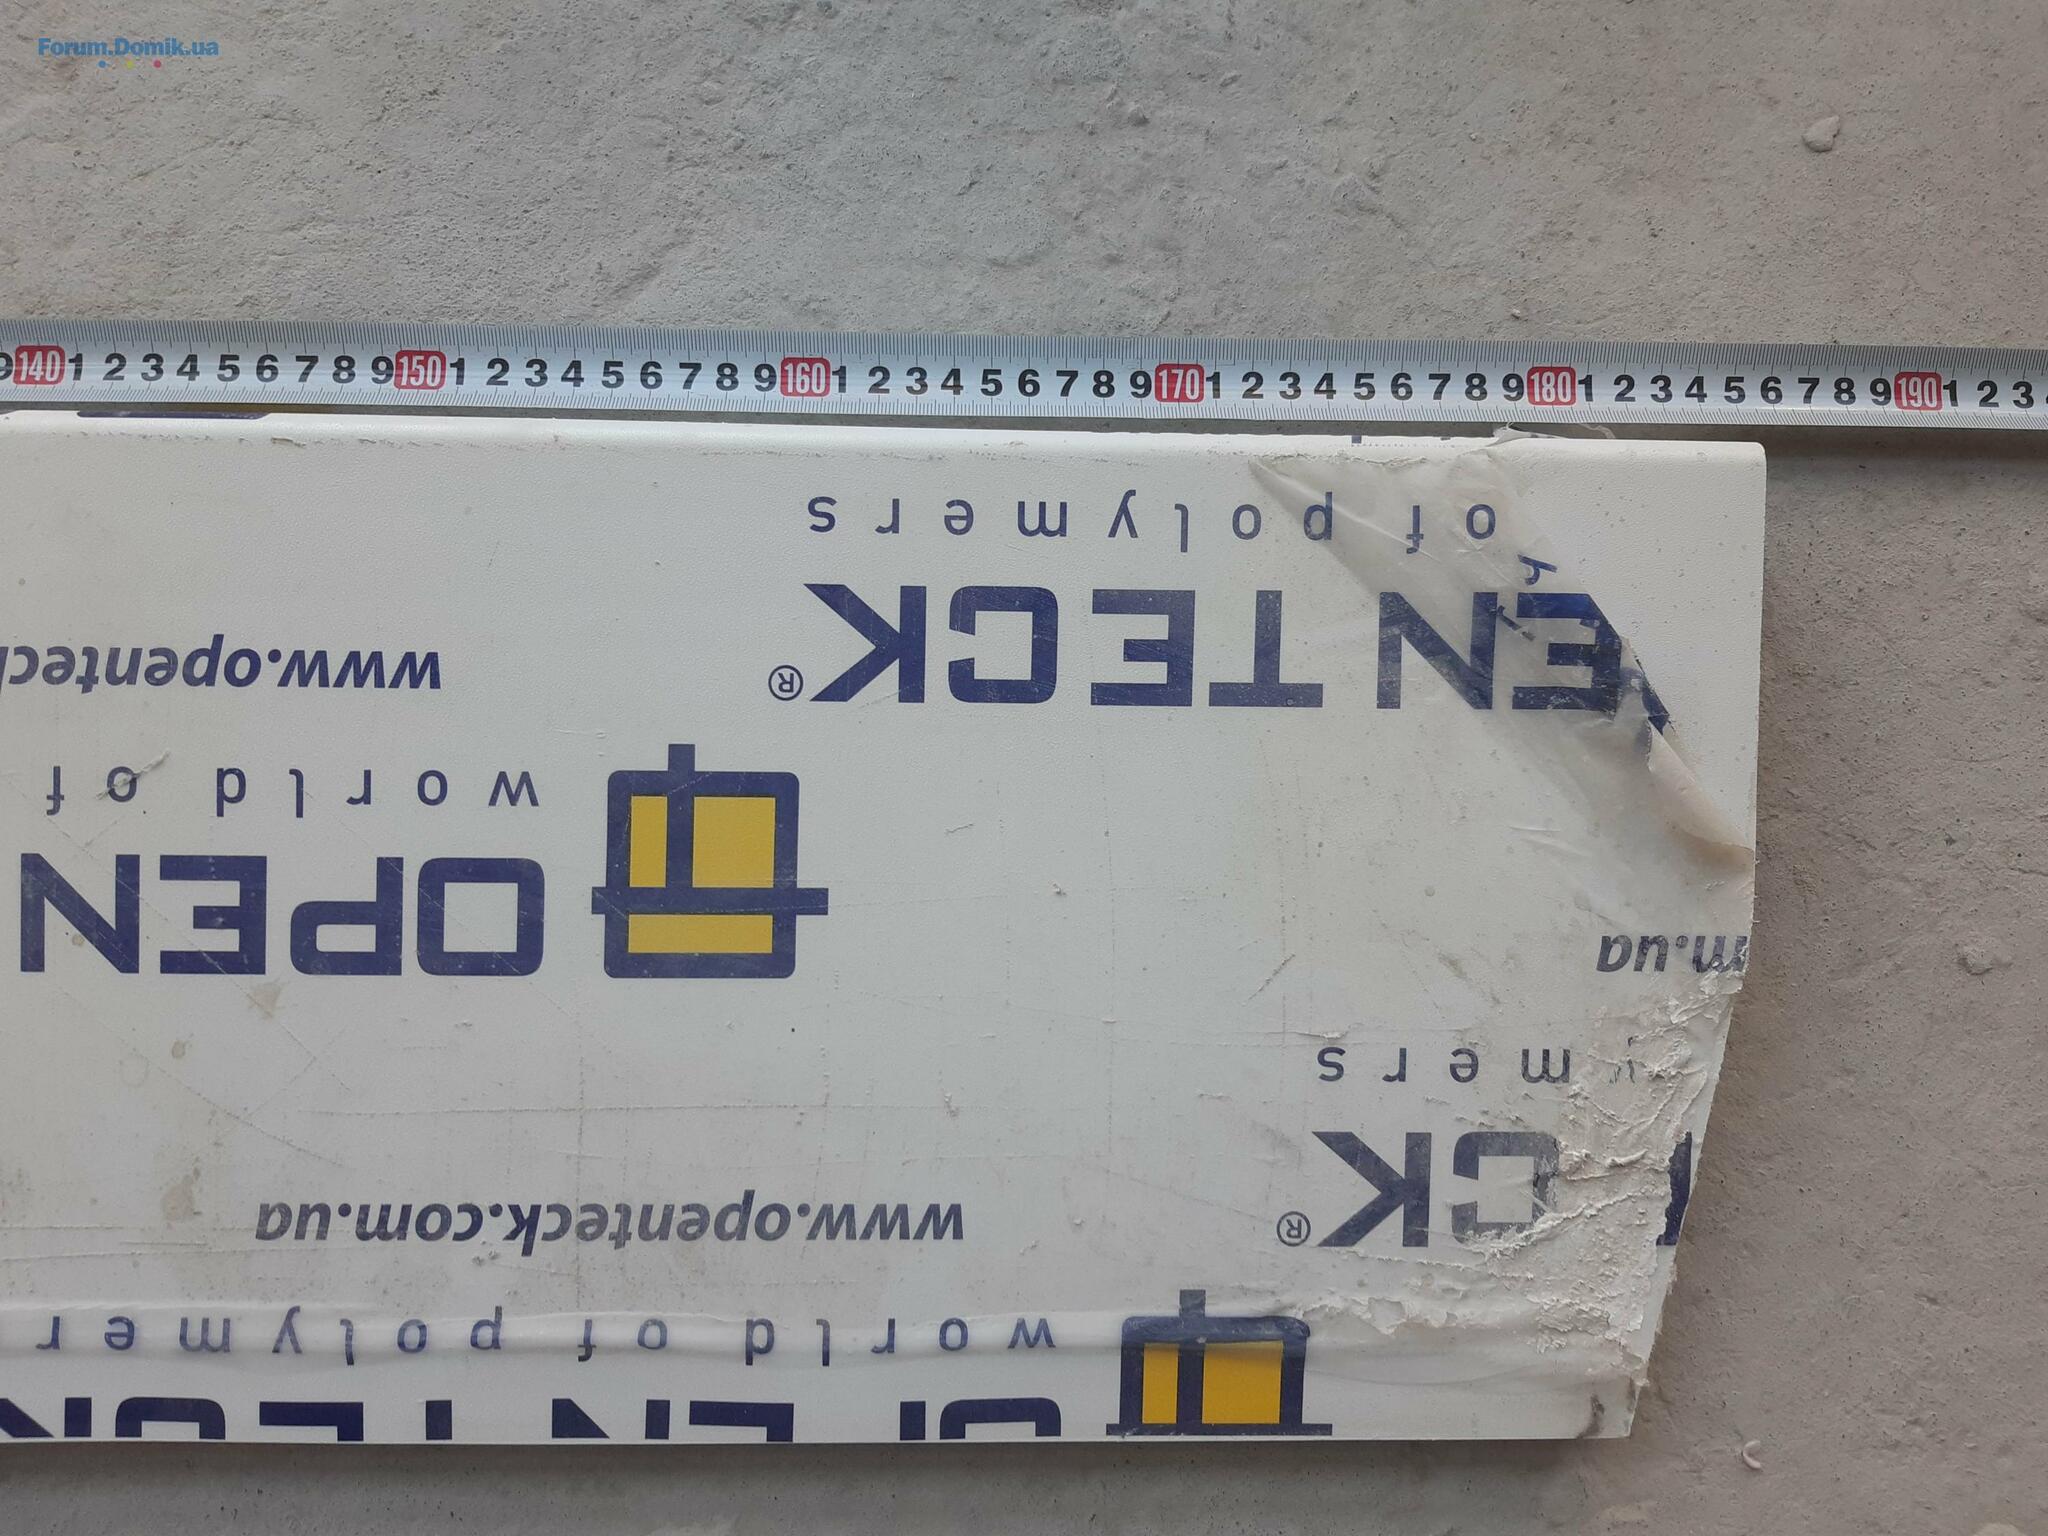 Forum.Domik.ua
9 140 1 2 3 4 5 6 7 8 9 150 1 2 3 4 5 6 7 8 9 160 1 2 3 4 5 6 7 8 9 170 1 2 3 4 5 6 7 8 9 180 1 2 3 4 5 6 7 8 9 190 1 2 3
of polymers
EN TECK®
www.openteck
world of
OPEN
m.ua
mers
CK®
www.openteck.com.ua
world of polymer